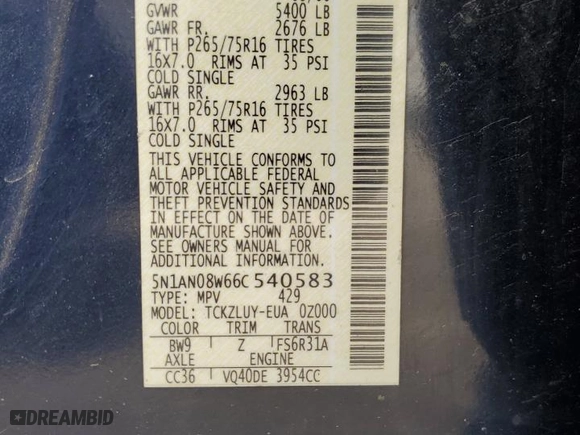 GVWR 5400 LB
GAWR FR. 2676 LB
WITH P265/75R16 TIRES
16X7.0 RIMS AT 35 PSI
COLD SINGLE
GAWR RR. 2963 LB
WITH P265/75R16 TIRES
16X7.0 RIMS AT 35 PSI
COLD SINGLE
THIS VEHICLE CONFORMS TO
ALL APPLICABLE FEDERAL
MOTOR VEHICLE SAFETY AND
THEFT PREVENTION STANDARDS
IN EFFECT ON THE DATE OF
MANUFACTURE SHOWN ABOVE.
SEE OWNERS MANUAL FOR
ADDITIONAL INFORMATION.
5N1AN08W66C540583
TYPE: MPV 429
MODEL: TCKZLUY-EUA 0Z000
COLOR TRIM TRANS
BW9 Z FS6R31A
AXLE ENGINE
CC36 VQ40DE 3954CC
DREAMBID